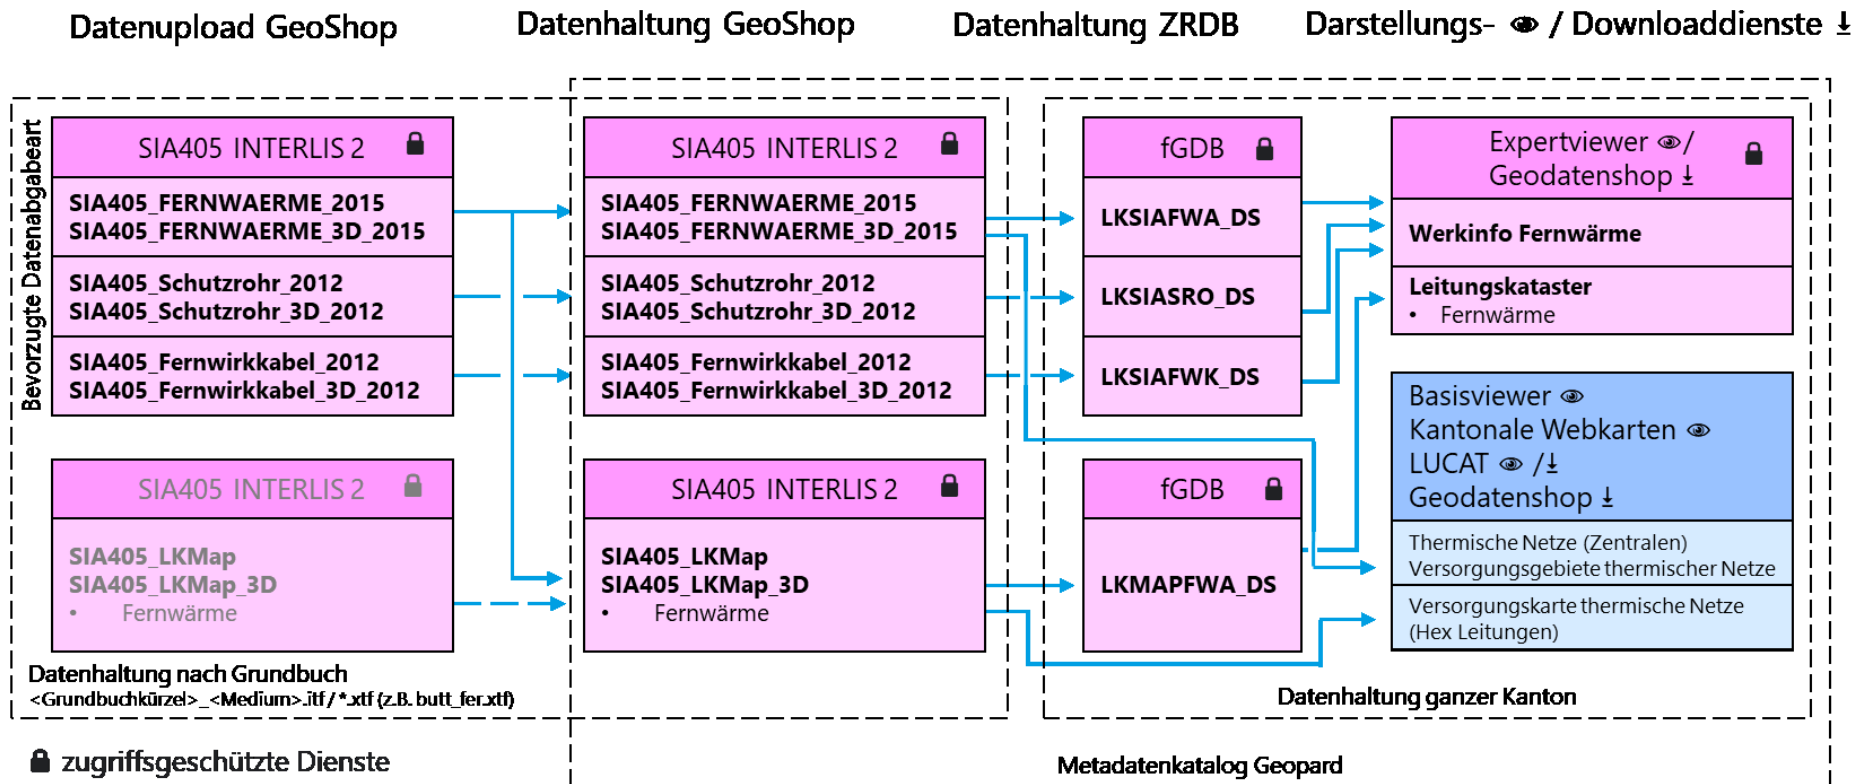 Datenupload GeoShop
Datenhaltung GeoShop
Datenhaltung ZRDB
Darstellungs- / Downloaddienste
Bevorzugte Datenabgabeart
SIA405 INTERLIS 2
SIA405_FERNWAERME_2015
SIA405_FERNWAERME_3D_2015
SIA405_Schutzrohr_2012
SIA405_Schutzrohr_3D_2012
SIA405_Fernwirkkabel_2012
SIA405_Fernwirkkabel_3D_2012
SIA405 INTERLIS 2
SIA405_LKMap
SIA405_LKMap_3D
• Fernwärme
Datenhaltung nach Grundbuch
<Grundbuchkürzel>_<Medium>.itf / *.xtf (z.B. butt_fer.xtf)
SIA405 INTERLIS 2
SIA405_FERNWAERME_2015
SIA405_FERNWAERME_3D_2015
SIA405_Schutzrohr_2012
SIA405_Schutzrohr_3D_2012
SIA405_Fernwirkkabel_2012
SIA405_Fernwirkkabel_3D_2012
SIA405 INTERLIS 2
SIA405_LKMap
SIA405_LKMap_3D
• Fernwärme
fGDB
LKSIAFWA_DS
LKSIASRO_DS
LKSIAFWK_DS
fGDB
LKMAPFWA_DS
Expertviewer /
Geodatenshop
Werkinfo Fernwärme
Leitungskataster
• Fernwärme
Basisviewer
Kantonale Webkarten
LUCAT /
Geodatenshop
Thermische Netze (Zentralen)
Versorgungsgebiete thermischer Netze
Versorgungskarte thermische Netze
(Hex Leitungen)
Datenhaltung ganzer Kanton
zugriffsgeschützte Dienste
Metadatenkatalog Geopard